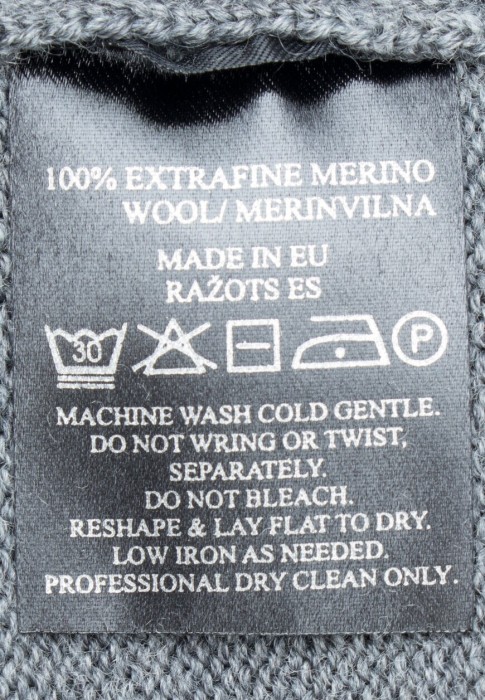 100% EXTRAFINE MERINO
WOOL/ MERINVILNA
MADE IN EU
RAŽOTS ES
30 P
MACHINE WASH COLD GENTLE.
DO NOT WRING OR TWIST,
SEPARATELY.
DO NOT BLEACH.
RESHAPE & LAY FLAT TO DRY.
LOW IRON AS NEEDED.
PROFESSIONAL DRY CLEAN ONLY.